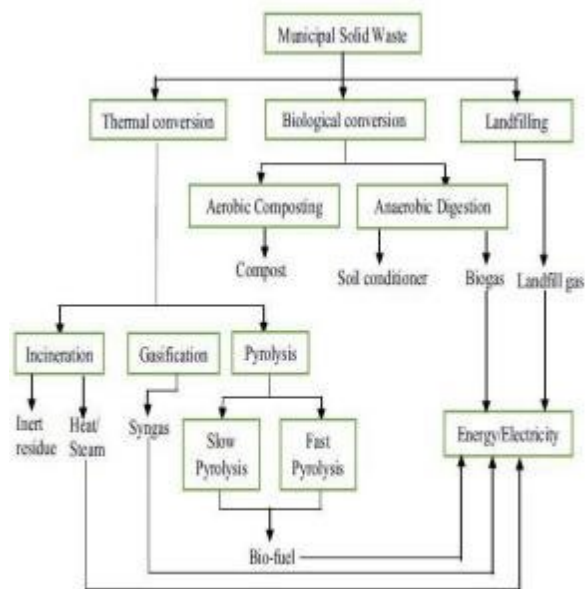 Municipal Solid Waste
Thermal conversion
Biological conversion
Landfilling
Aerobic Composting
Anaerobic Digestion
Compost
Soil conditioner
Biogas
Landfill gas
Incineration
Gasification
Pyrolysis
Inert
residue
Heat/
Steam
Syngas
Slow
Pyrolysis
Fast
Pyrolysis
Energy/Electricity
Bio-fuel